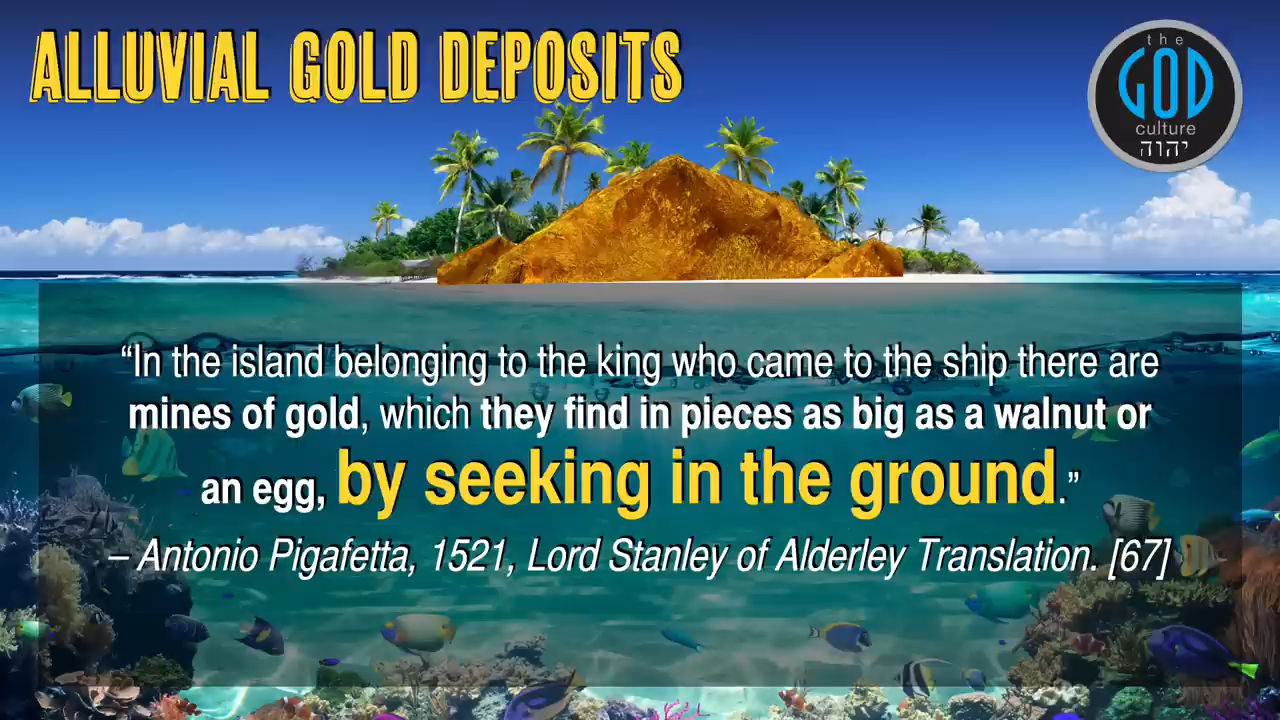 ALLUVIAL GOLD DEPOSITS
the
GOD
culture
יהוה
“In the island belonging to the king who came to the ship there are
mines of gold, which they find in pieces as big as a walnut or
an egg, by seeking in the ground.”
– Antonio Pigafetta, 1521, Lord Stanley of Alderley Translation. [67]